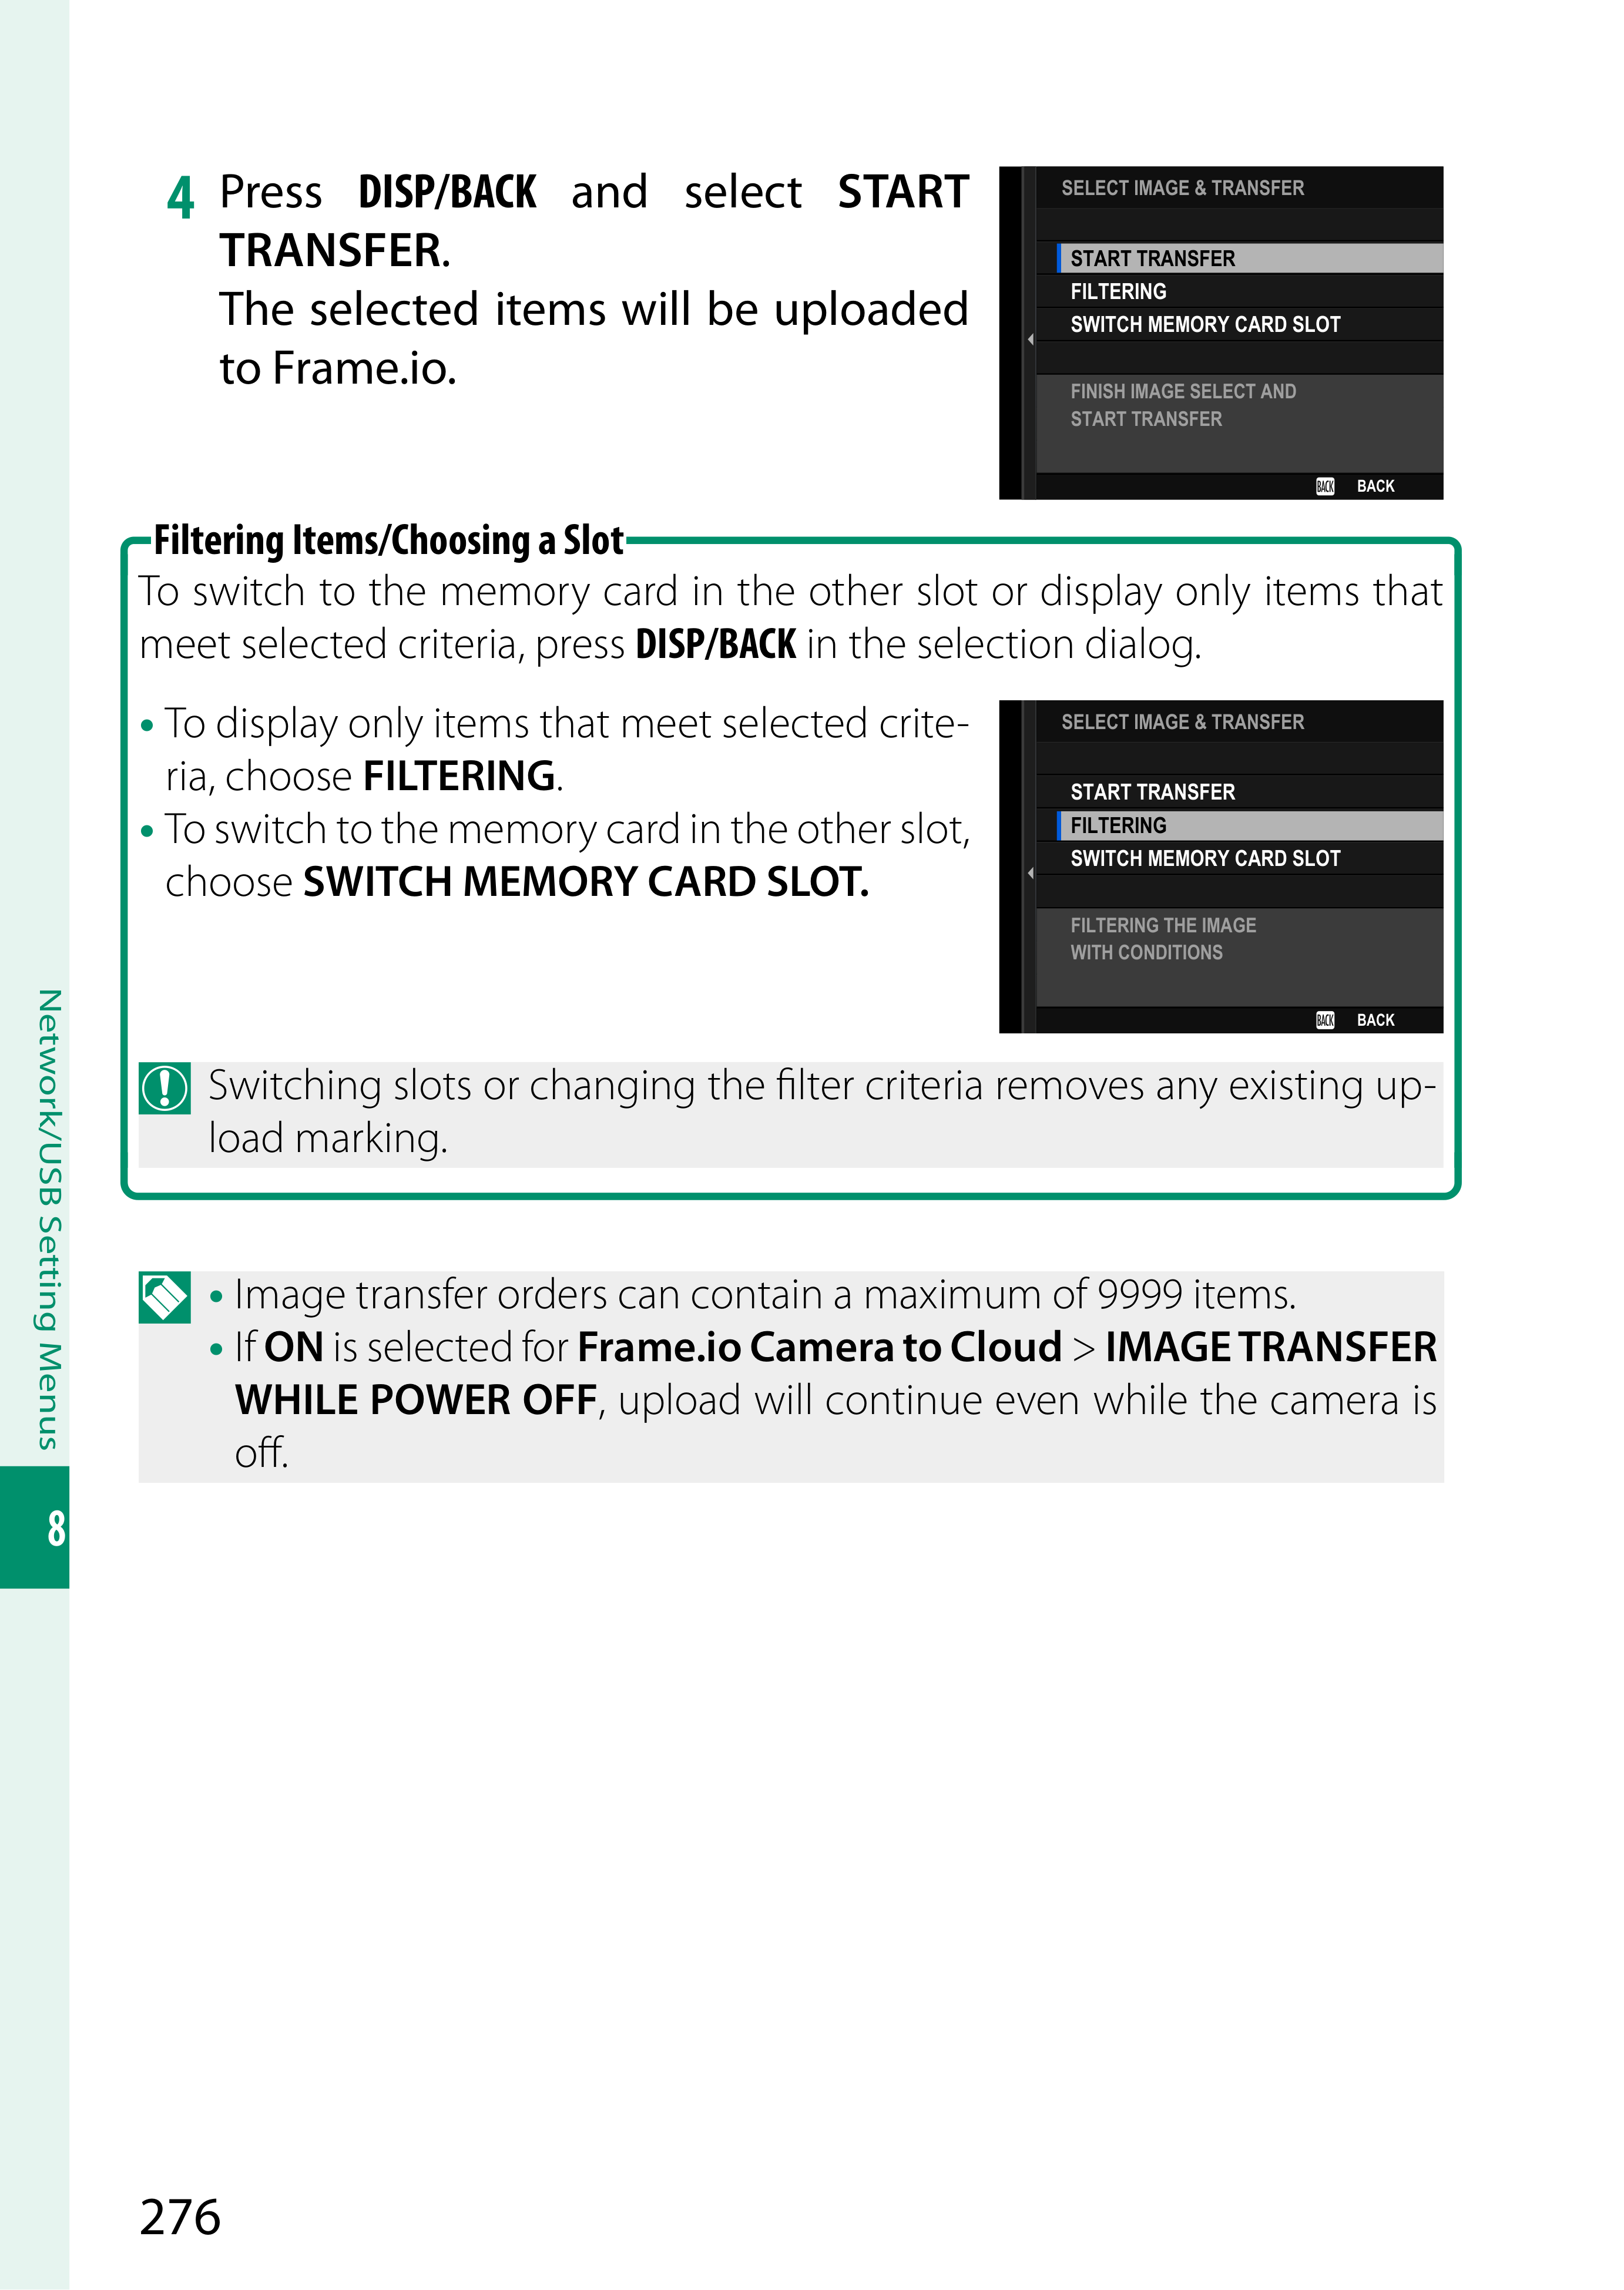 4 Press DISP/BACK and select START
TRANSFER.
The selected items will be uploaded
to Frame.io.
SELECT IMAGE & TRANSFER
START TRANSFER
FILTERING
SWITCH MEMORY CARD SLOT
FINISH IMAGE SELECT AND
START TRANSFER
BACK BACK
Filtering Items/Choosing a Slot
To switch to the memory card in the other slot or display only items that
meet selected criteria, press DISP/BACK in the selection dialog.
• To display only items that meet selected crite-
ria, choose FILTERING.
• To switch to the memory card in the other slot,
choose SWITCH MEMORY CARD SLOT.
SELECT IMAGE & TRANSFER
START TRANSFER
FILTERING
SWITCH MEMORY CARD SLOT
FILTERING THE IMAGE
WITH CONDITIONS
BACK BACK
Switching slots or changing the filter criteria removes any existing up-
load marking.
• Image transfer orders can contain a maximum of 9999 items.
• If ON is selected for Frame.io Camera to Cloud > IMAGE TRANSFER
WHILE POWER OFF, upload will continue even while the camera is
off.
Network/USB Setting Menus
8
276